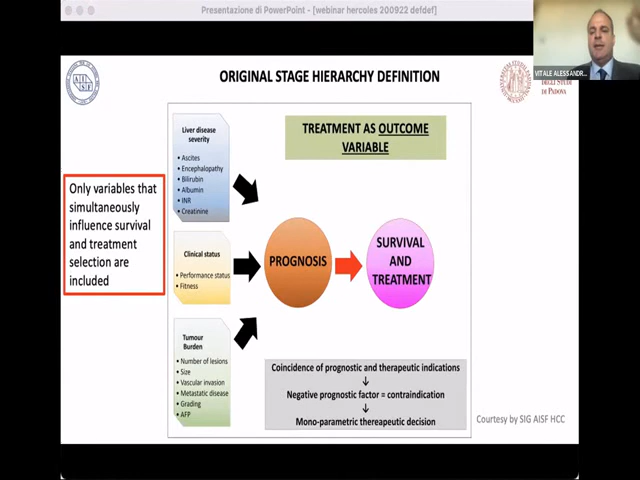 Presentazione di PowerPoint - [webinar hercoles 200922 defdef]
VITALE ALESSANDR...
ORIGINAL STAGE HIERARCHY DEFINITION
DEGLI STUDI
DI PADOVA
Liver disease
severity
• Ascites
• Encephalopathy
• Bilirubin
• Albumin
• INR
• Creatinine
TREATMENT AS OUTCOME
VARIABLE
Only variables that
simultaneously
influence survival
and treatment
selection are
included
Clinical status
• Performance status
• Fitness
PROGNOSIS
SURVIVAL
AND
TREATMENT
Tumour
Burden
• Number of lesions
• Size
• Vascular invasion
• Metastatic disease
• Grading
• AFP
Coincidence of prognostic and therapeutic indications
↓
Negative prognostic factor = contraindication
↓
Mono-parametric thereapeutic decision
Courtesy by SIG AISF HCC